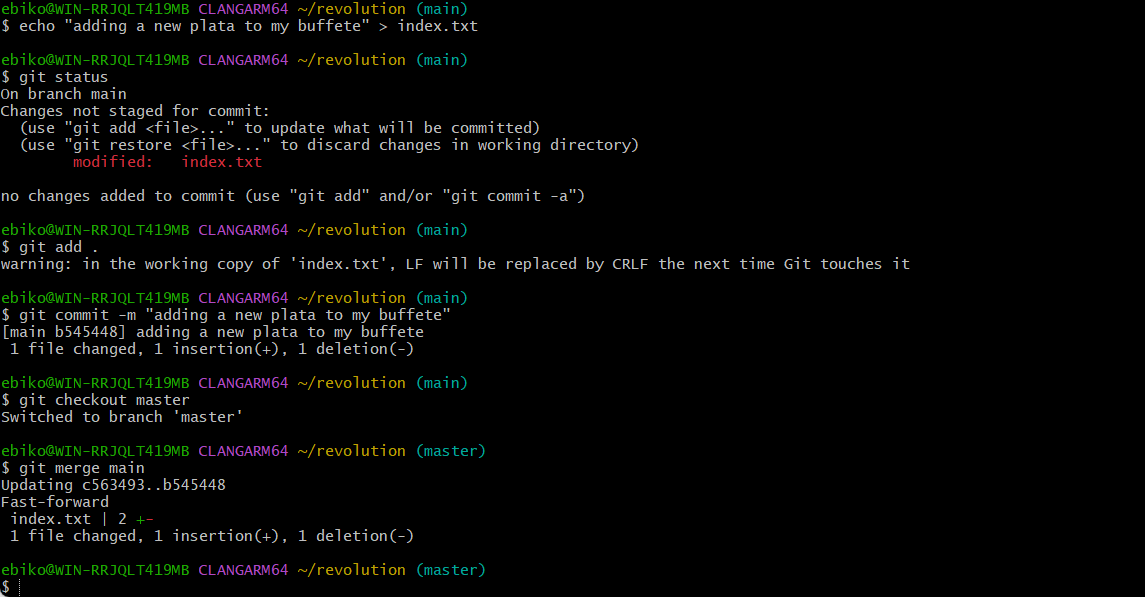 ebiko@WIN-RRJQLT419MB CLANGARM64 ~/revolution (main)
$ echo "adding a new plata to my buffete" > index.txt
ebiko@WIN-RRJQLT419MB CLANGARM64 ~/revolution (main)
$ git status
On branch main
Changes not staged for commit:
  (use "git add <file>..." to update what will be committed)
  (use "git restore <file>..." to discard changes in working directory)
        modified:   index.txt
no changes added to commit (use "git add" and/or "git commit -a")
ebiko@WIN-RRJQLT419MB CLANGARM64 ~/revolution (main)
$ git add .
warning: in the working copy of 'index.txt', LF will be replaced by CRLF the next time Git touches it
ebiko@WIN-RRJQLT419MB CLANGARM64 ~/revolution (main)
$ git commit -m "adding a new plata to my buffete"
[main b545448] adding a new plata to my buffete
 1 file changed, 1 insertion(+), 1 deletion(-)
ebiko@WIN-RRJQLT419MB CLANGARM64 ~/revolution (main)
$ git checkout master
Switched to branch 'master'
ebiko@WIN-RRJQLT419MB CLANGARM64 ~/revolution (master)
$ git merge main
Updating c563493..b545448
Fast-forward
 index.txt | 2 +-
 1 file changed, 1 insertion(+), 1 deletion(-)
ebiko@WIN-RRJQLT419MB CLANGARM64 ~/revolution (master)
$